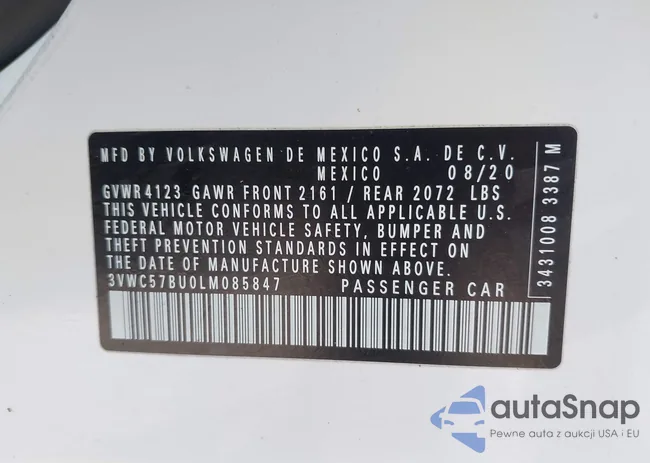 MFD BY VOLKSWAGEN DE MEXICO S.A. DE C.V.
MEXICO 08/20
GVWR 4123 GAWR FRONT 2161 / REAR 2072 LBS
THIS VEHICLE CONFORMS TO ALL APPLICABLE U.S.
FEDERAL MOTOR VEHICLE SAFETY, BUMPER AND
THEFT PREVENTION STANDARDS IN EFFECT ON
THE DATE OF MANUFACTURE SHOWN ABOVE.
3VWC57BU0LM085847 PASSENGER CAR
3431008 3387 M
autaSnap
Pewne auta z aukcji USA i EU